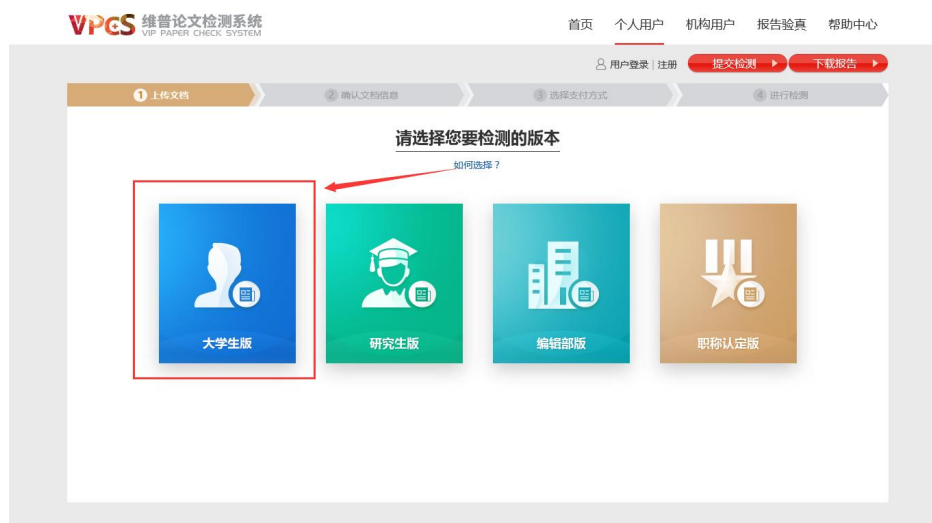 VPCS 维普论文检测系统
VIP PAPER CHECK SYSTEM
首页 个人用户 机构用户 报告验真 帮助中心
用户登录 | 注册 提交检测 下载报告
1 上传文档 2 确认文档信息 3 选择支付方式 4 进行检测
请选择您要检测的版本
如何选择？
大学生版 研究生版 编辑部版 职称认定版